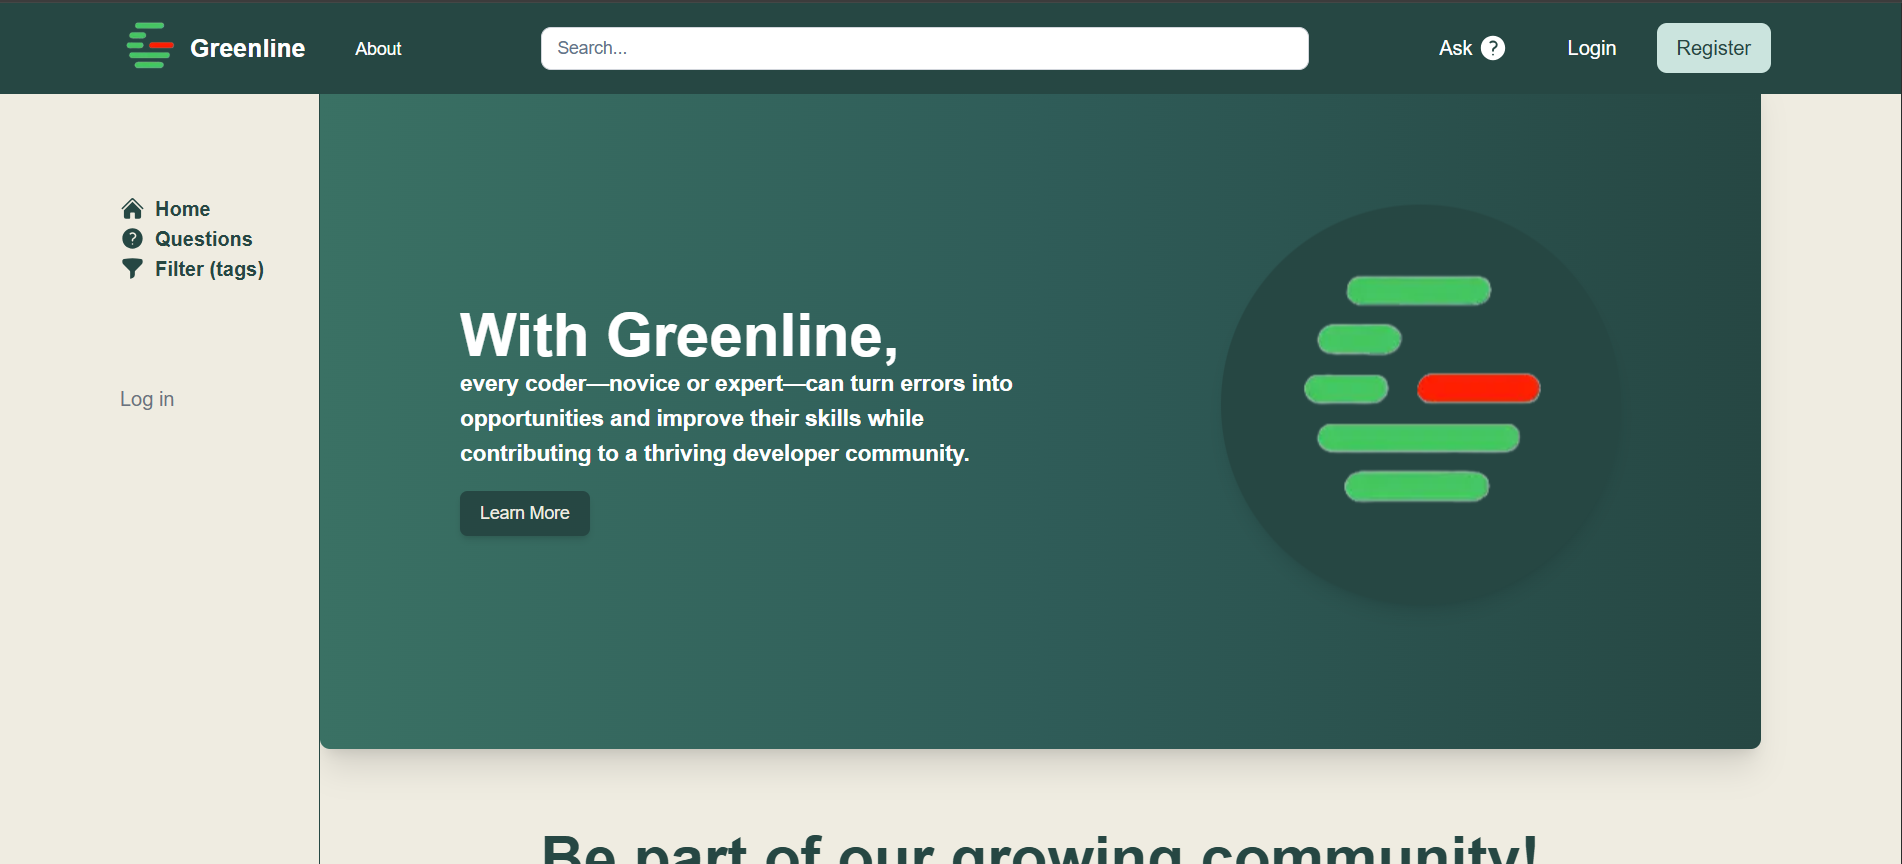 Greenline
About
Search...
Ask ?
Login
Register
Home
Questions
Filter (tags)
Log in
With Greenline,
every coder—novice or expert—can turn errors into
opportunities and improve their skills while
contributing to a thriving developer community.
Learn More
Be part of our growing community!